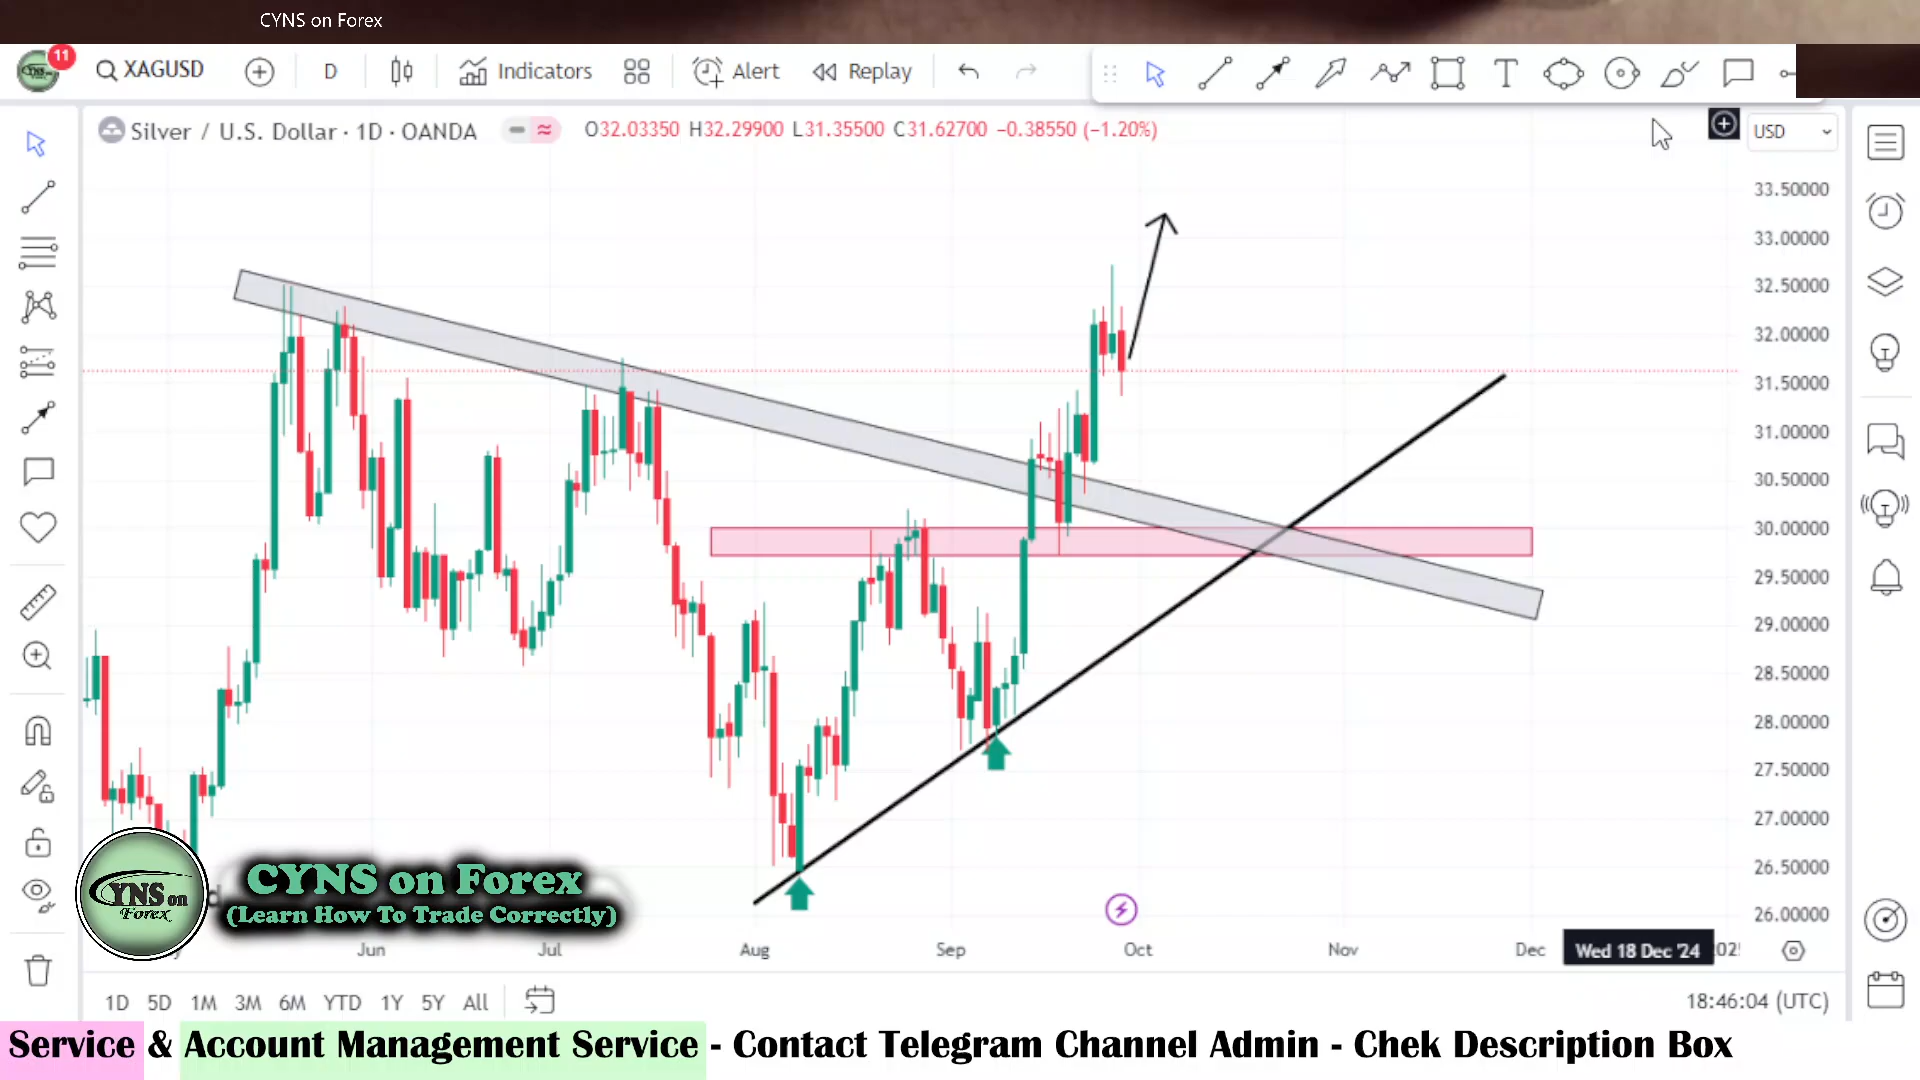 CYNS on Forex
11
XAGUSD
D
Indicators
Alert
Replay
Silver / U.S. Dollar · 1D · OANDA
O32.03350 H32.29900 L31.35500 C31.62700 −0.38550 (−1.20%)
USD
33.50000
33.00000
32.50000
32.00000
31.50000
31.00000
30.50000
30.00000
29.50000
29.00000
28.50000
28.00000
27.50000
27.00000
26.50000
26.00000
CYNS on Forex
(Learn How To Trade Correctly)
YNS on
Forex
Jun Jul Aug Sep Oct Nov Dec Wed 18 Dec '24
1D 5D 1M 3M 6M YTD 1Y 5Y All
18:46:04 (UTC)
Service & Account Management Service - Contact Telegram Channel Admin - Chek Description Box